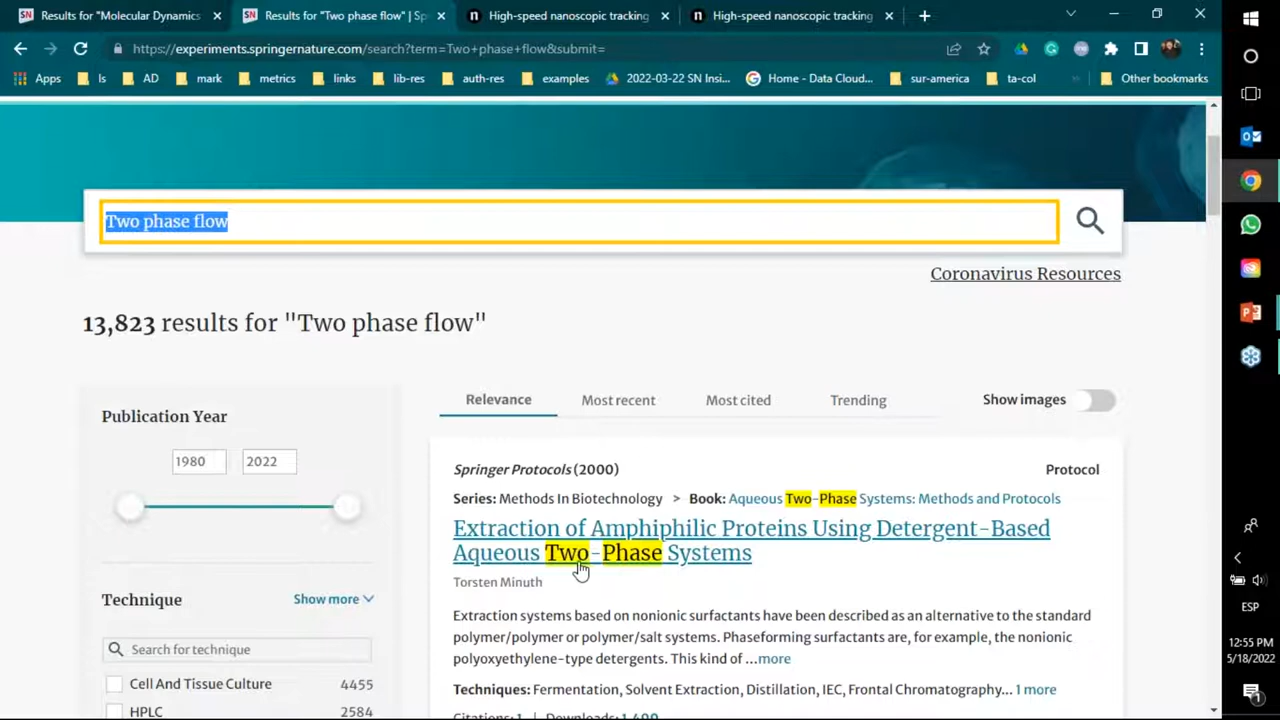 Results for "Molecular Dynamics
Results for "Two phase flow" | Sp
High-speed nanoscopic tracking
High-speed nanoscopic tracking
https://experiments.springernature.com/search?term=Two+phase+flow&submit=
Apps
ls
AD
mark
metrics
links
lib-res
auth-res
examples
2022-03-22 SN Insi...
Home - Data Cloud...
sur-america
ta-col
Other bookmarks
Two phase flow
Coronavirus Resources
13,823 results for "Two phase flow"
Publication Year
1980
2022
Technique
Show more
Search for technique
Cell And Tissue Culture 4455
HPLC 2584
Relevance
Most recent
Most cited
Trending
Show images
Springer Protocols (2000)
Protocol
Series: Methods In Biotechnology > Book: Aqueous Two-Phase Systems: Methods and Protocols
Extraction of Amphiphilic Proteins Using Detergent-Based
Aqueous Two-Phase Systems
Torsten Minuth
Extraction systems based on nonionic surfactants have been described as an alternative to the standard
polymer/polymer or polymer/salt systems. Phaseforming surfactants are, for example, the nonionic
polyoxyethylene-type detergents. This kind of ...more
Techniques: Fermentation, Solvent Extraction, Distillation, IEC, Frontal Chromatography... 1 more
Citations: 1 | Downloads: 1,499
ESP
12:55 PM
5/18/2022